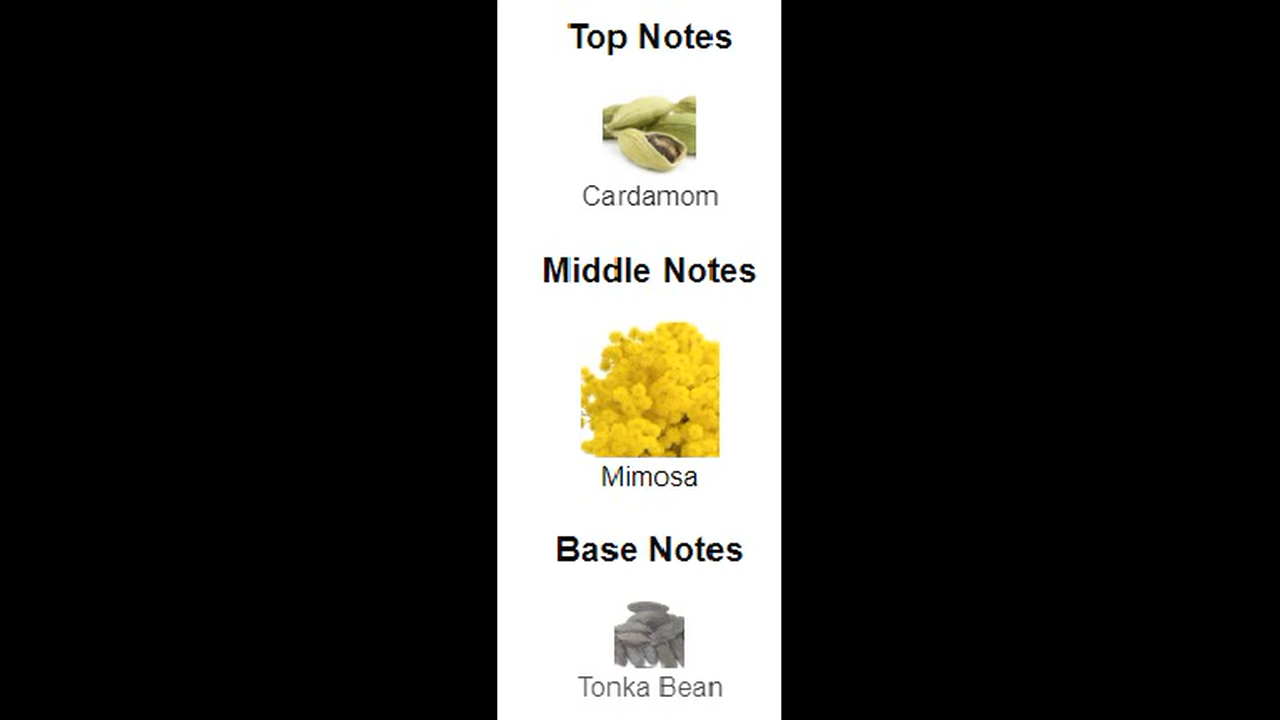 Top Notes
Cardamom
Middle Notes
Mimosa
Base Notes
Tonka Bean